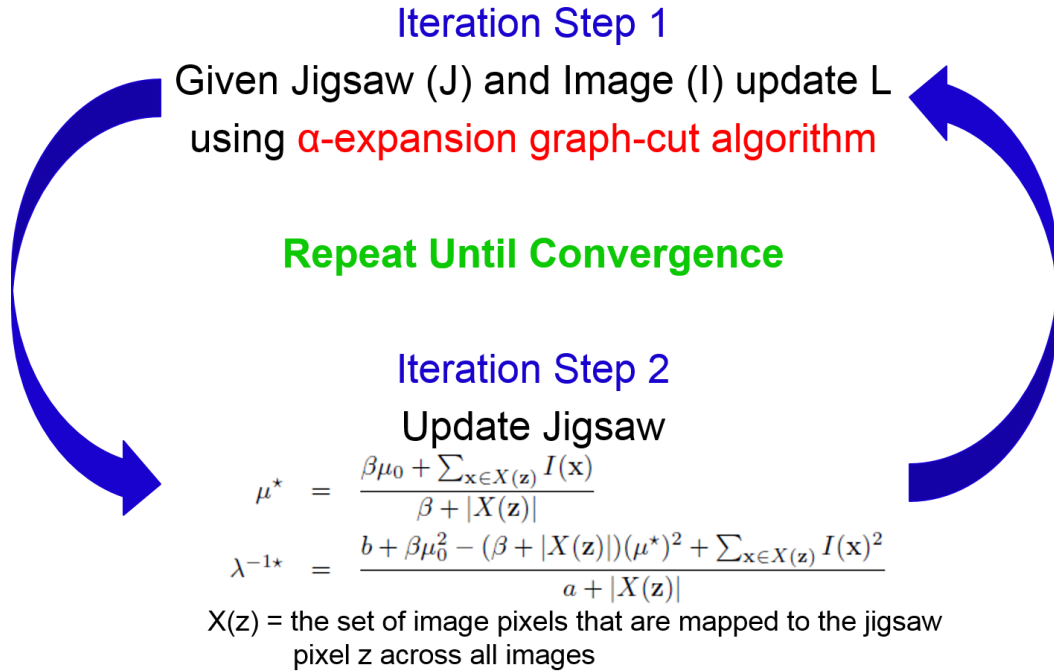 Iteration Step 1
Given Jigsaw (J) and Image (I) update L
using α-expansion graph-cut algorithm
Repeat Until Convergence
Iteration Step 2
Update Jigsaw
μ⋆ = (βμ₀ + ∑_{x∈X(z)} I(x)) / (β + |X(z)|)
λ⁻¹⋆ = (b + βμ₀² − (β + |X(z)|)(μ⋆)² + ∑_{x∈X(z)} I(x)²) / (a + |X(z)|)
X(z) = the set of image pixels that are mapped to the jigsaw
pixel z across all images